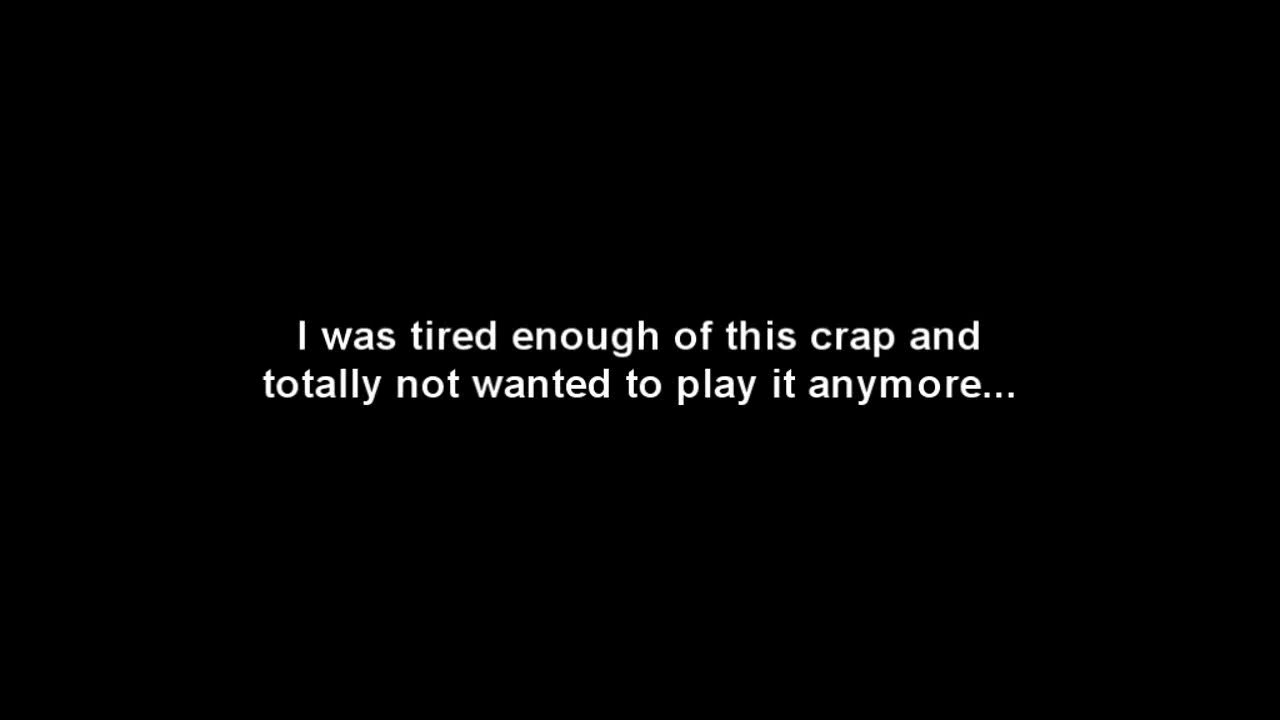 I was tired enough of this crap and
totally not wanted to play it anymore...